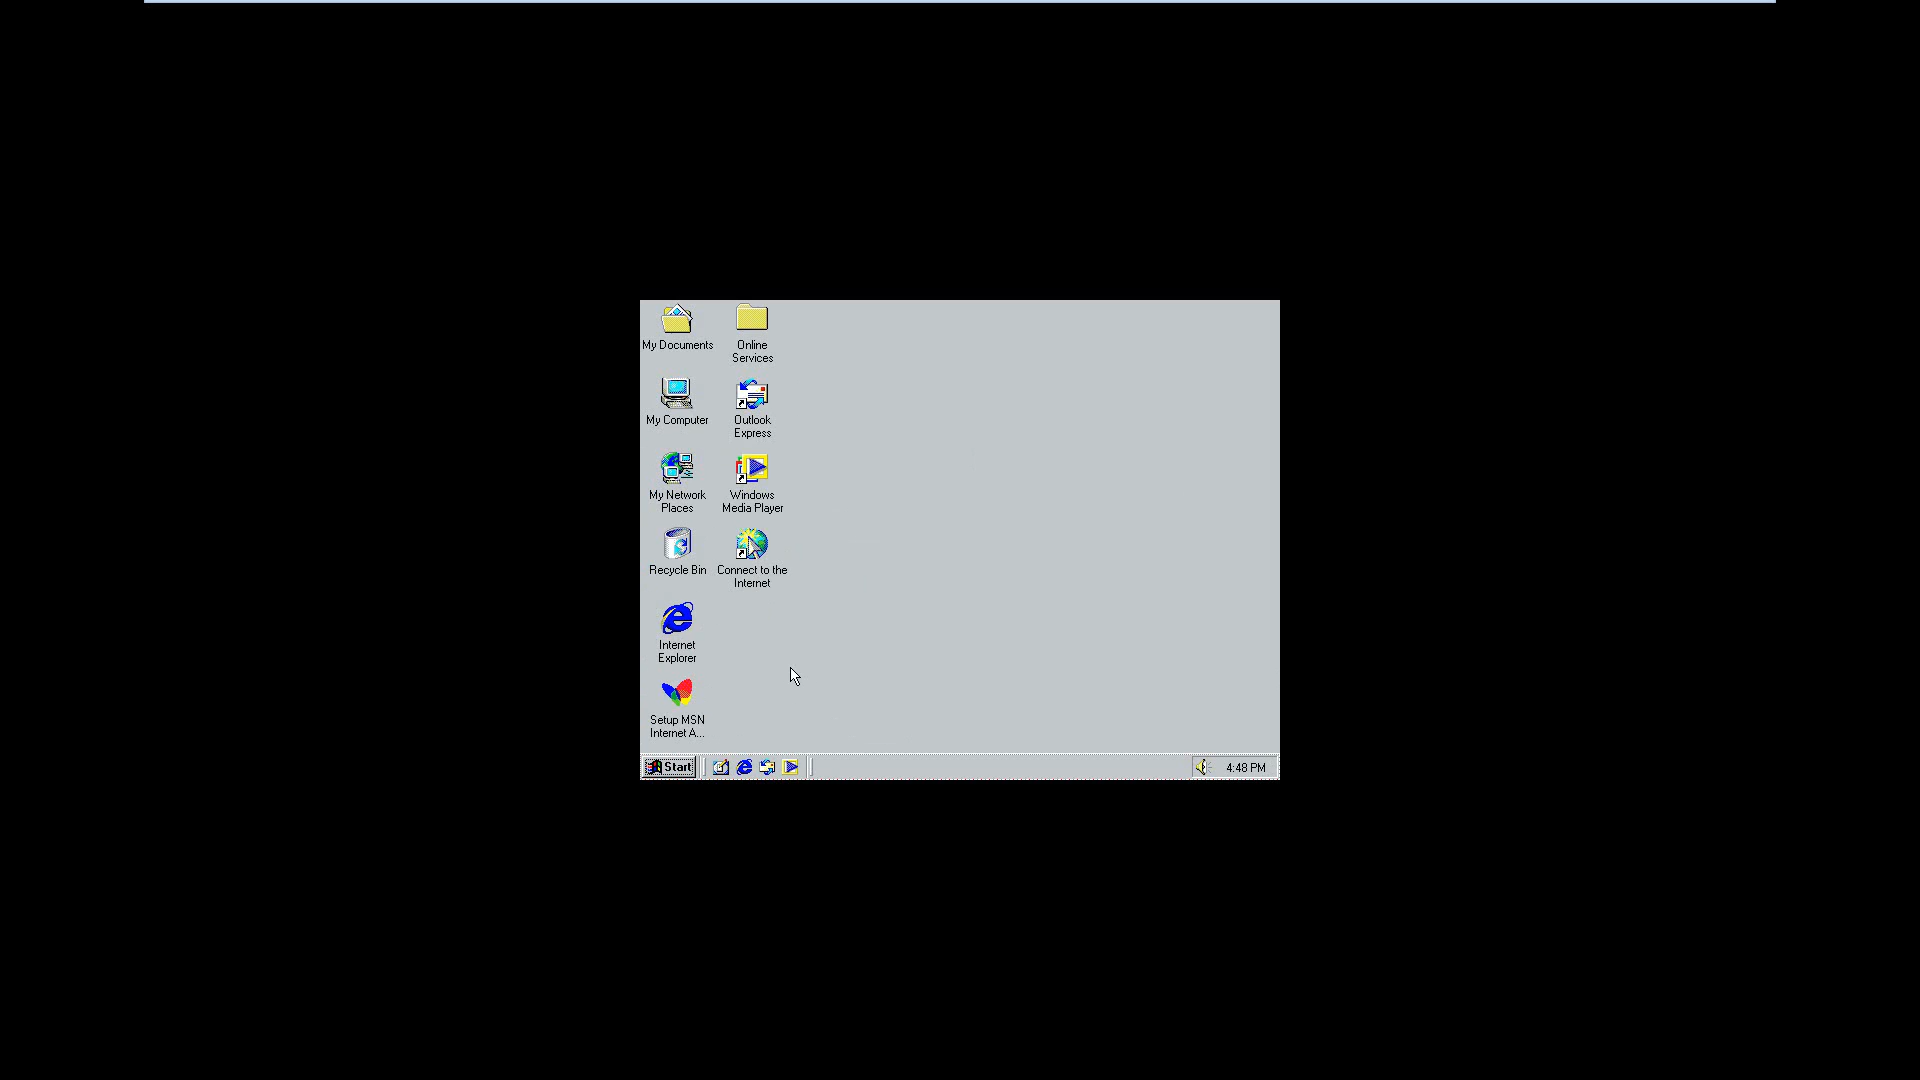 My Documents
Online
Services
My Computer
Outlook
Express
My Network
Places
Windows
Media Player
Recycle Bin
Connect to the
Internet
Internet
Explorer
Setup MSN
Internet A...
Start
4:48 PM